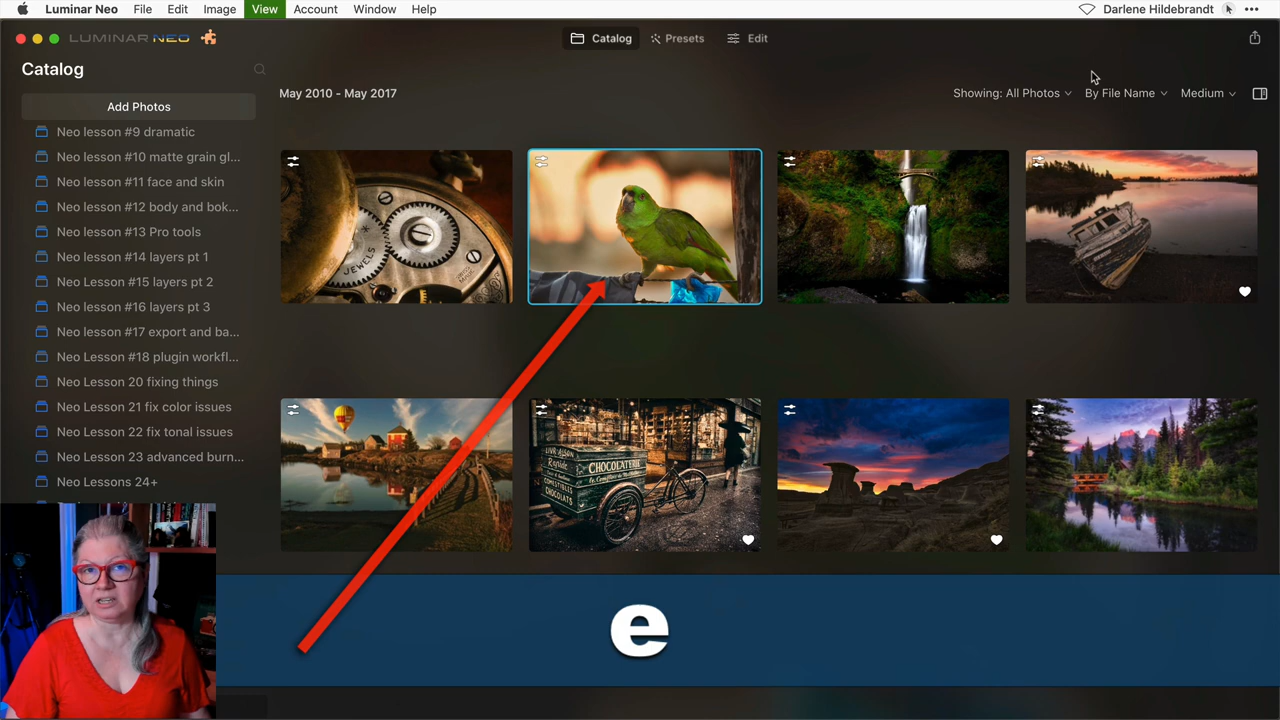 Luminar Neo File Edit Image View Account Window Help Darlene Hildebrandt
LUMINAR NEO Catalog Presets Edit
Catalog
May 2010 - May 2017 Showing: All Photos By File Name Medium
Add Photos
Neo lesson #9 dramatic
Neo lesson #10 matte grain gl...
Neo lesson #11 face and skin
Neo lesson #12 body and bok...
Neo lesson #13 Pro tools
Neo lesson #14 layers pt 1
Neo Lesson #15 layers pt 2
Neo lesson #16 layers pt 3
Neo lesson #17 export and ba...
Neo Lesson #18 plugin workfl...
Neo Lesson 20 fixing things
Neo Lesson 21 fix color issues
Neo Lesson 22 fix tonal issues
Neo Lesson 23 advanced burn...
Neo Lessons 24+
JEWELS
LIVRAISON
Rapide
CHOCOLATERIE
COMESTIBLES
CHOCOLATS
e